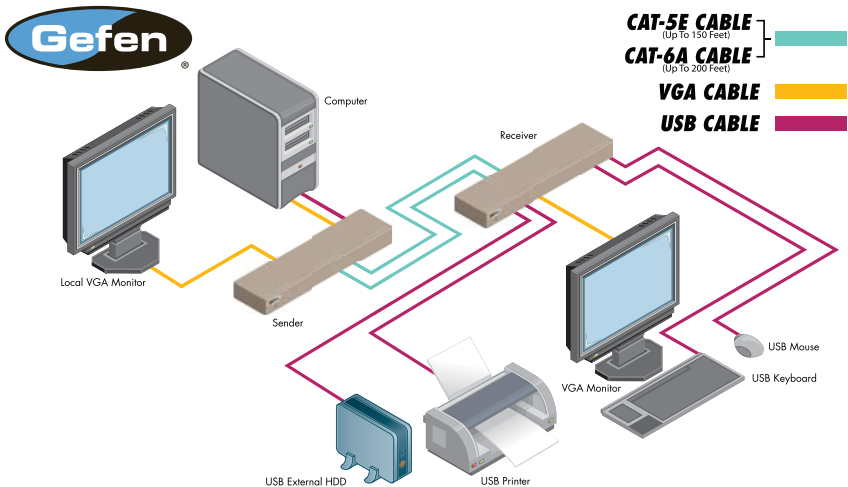 Gefen
®
CAT-5E CABLE
(Up To 150 Feet)
CAT-6A CABLE
(Up To 200 Feet)
VGA CABLE
USB CABLE
Computer
Receiver
Local VGA Monitor
Sender
USB Mouse
USB Keyboard
VGA Monitor
USB External HDD
USB Printer